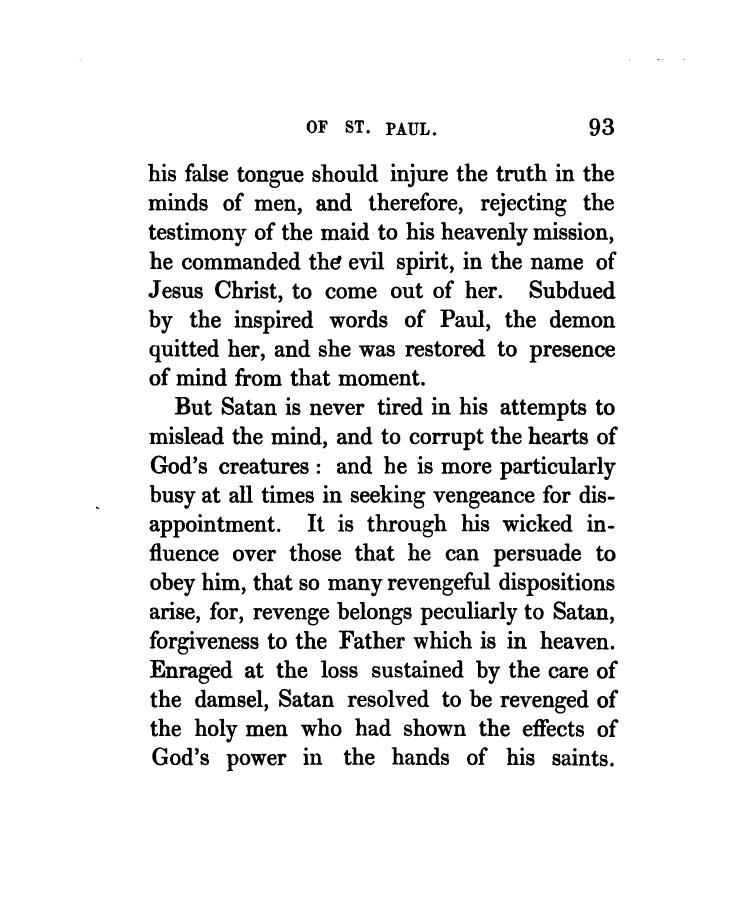 OF ST. PAUL. 93
his false tongue should injure the truth in the
minds of men, and therefore, rejecting the
testimony of the maid to his heavenly mission,
he commanded the evil spirit, in the name of
Jesus Christ, to come out of her. Subdued
by the inspired words of Paul, the demon
quitted her, and she was restored to presence
of mind from that moment.
But Satan is never tired in his attempts to
mislead the mind, and to corrupt the hearts of
God's creatures : and he is more particularly
busy at all times in seeking vengeance for dis-
appointment. It is through his wicked in-
fluence over those that he can persuade to
obey him, that so many revengeful dispositions
arise, for, revenge belongs peculiarly to Satan,
forgiveness to the Father which is in heaven.
Enraged at the loss sustained by the care of
the damsel, Satan resolved to be revenged of
the holy men who had shown the effects of
God's power in the hands of his saints.